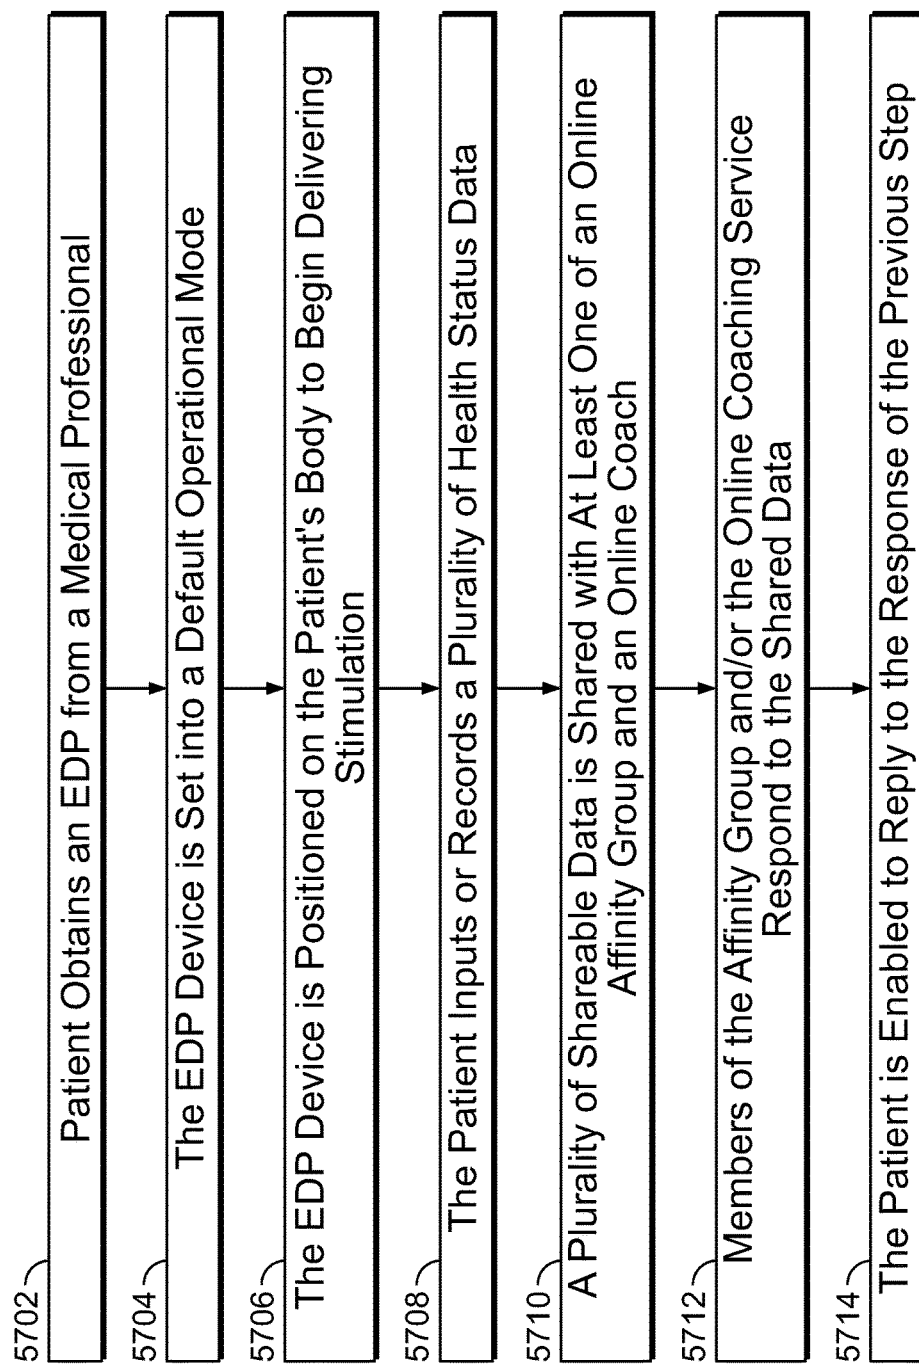 5702
Patient Obtains an EDP from a Medical Professional
5704
The EDP Device is Set into a Default Operational Mode
5706
The EDP Device is Positioned on the Patient's Body to Begin Delivering
Stimulation
5708
The Patient Inputs or Records a Plurality of Health Status Data
5710
A Plurality of Shareable Data is Shared with At Least One of an Online
Affinity Group and an Online Coach
5712
Members of the Affinity Group and/or the Online Coaching Service
Respond to the Shared Data
5714
The Patient is Enabled to Reply to the Response of the Previous Step